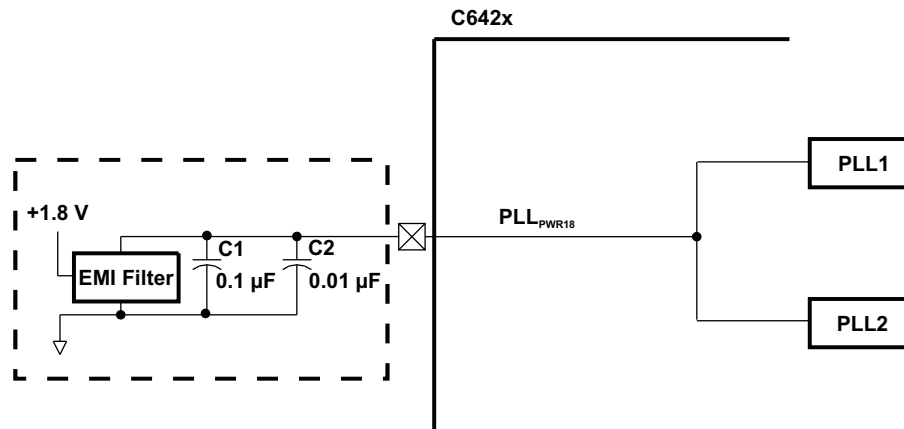 C642x
PLL1
+1.8 V
PLLPWR18
C1
C2
EMI Filter
0.1 µF
0.01 µF
PLL2